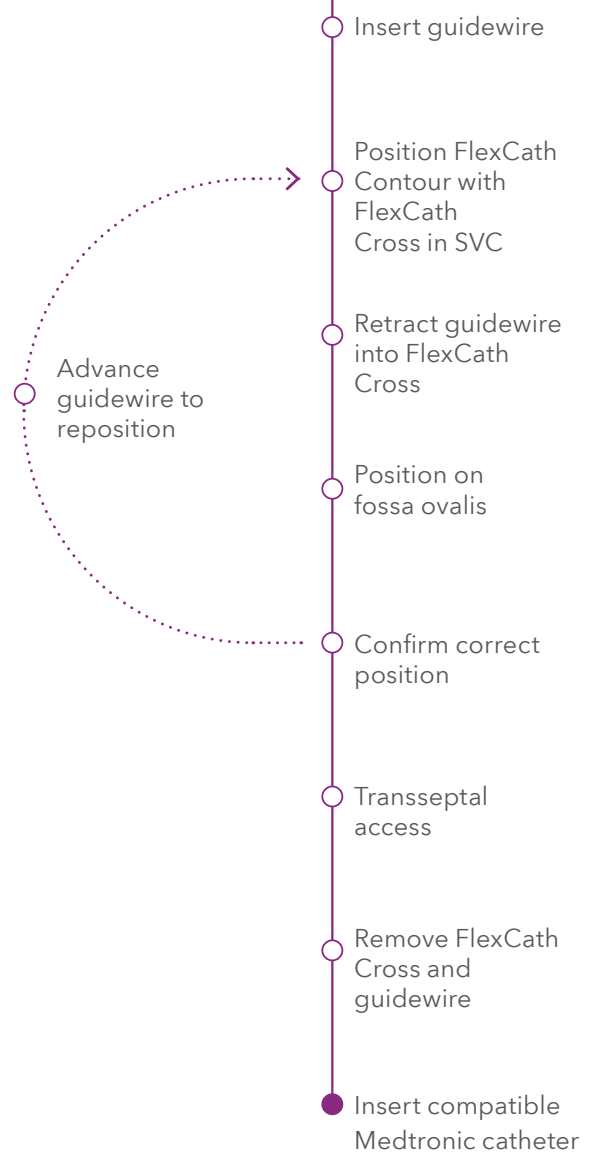 Insert guidewire
Position FlexCath
Contour with
FlexCath
Cross in SVC
Retract guidewire
into FlexCath
Cross
Advance
guidewire to
reposition
Position on
fossa ovalis
Confirm correct
position
Transseptal
access
Remove FlexCath
Cross and
guidewire
Insert compatible
Medtronic catheter